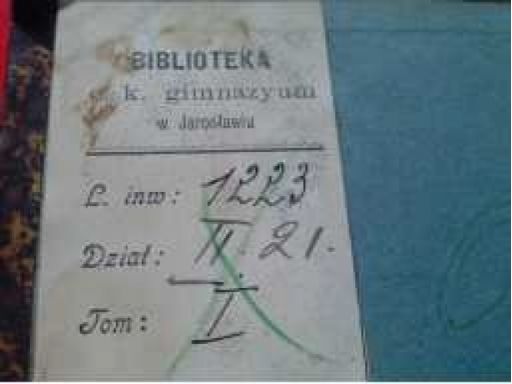 BIBLIOTEKA
k. gimnazyum
w Jarosławiu
L. inw: 1223
Dział: II. 21.
Tom: I